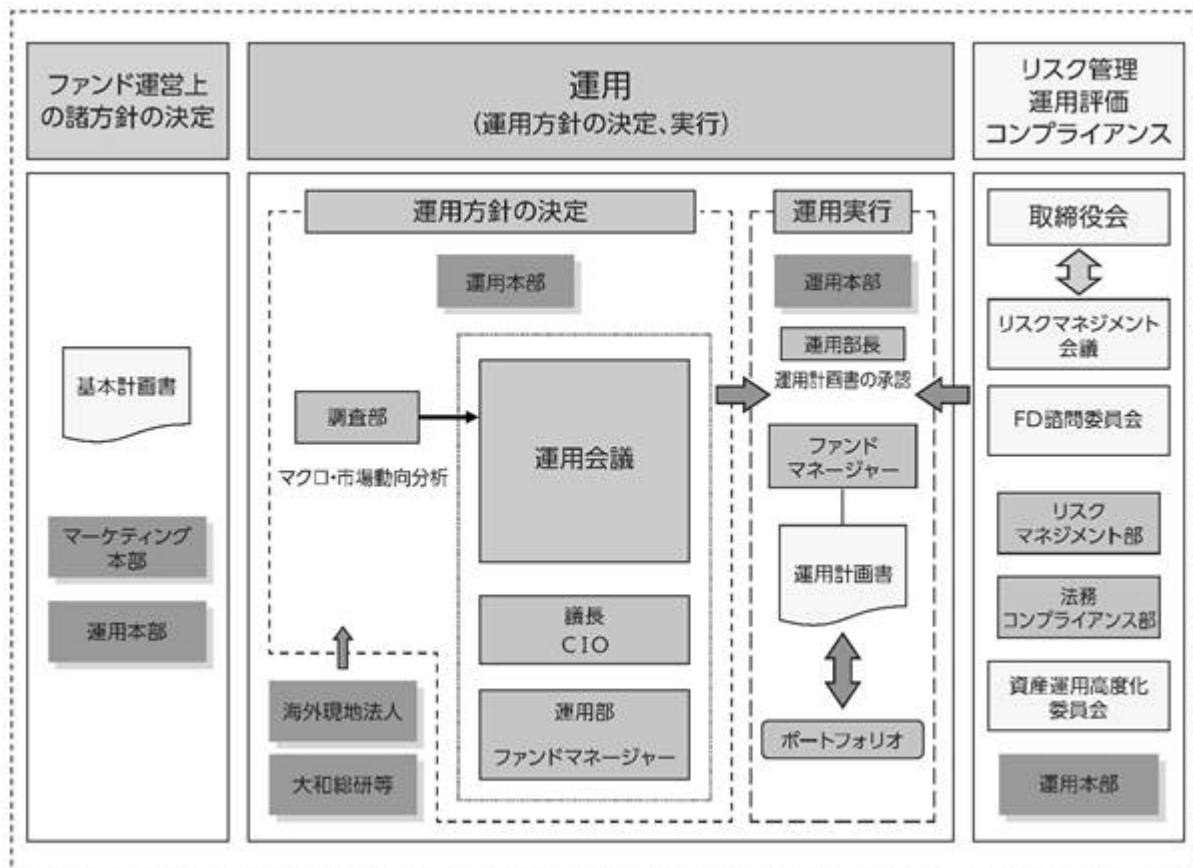 ファンド運営上
の諸方針の決定
運用
(運用方針の決定、実行)
リスク管理
運用評価
コンプライアンス
基本計画書
マーケティング
本部
運用本部
運用方針の決定
運用本部
調査部
マクロ・市場動向分析
運用会議
議長
CIO
運用部
ファンドマネージャー
海外現地法人
大和総研等
運用実行
運用本部
運用部長
運用計画書の承認
ファンド
マネージャー
運用計画書
ポートフォリオ
取締役会
リスクマネジメント
会議
FD諮問委員会
リスク
マネジメント部
法務
コンプライアンス部
資産運用高度化
委員会
運用本部